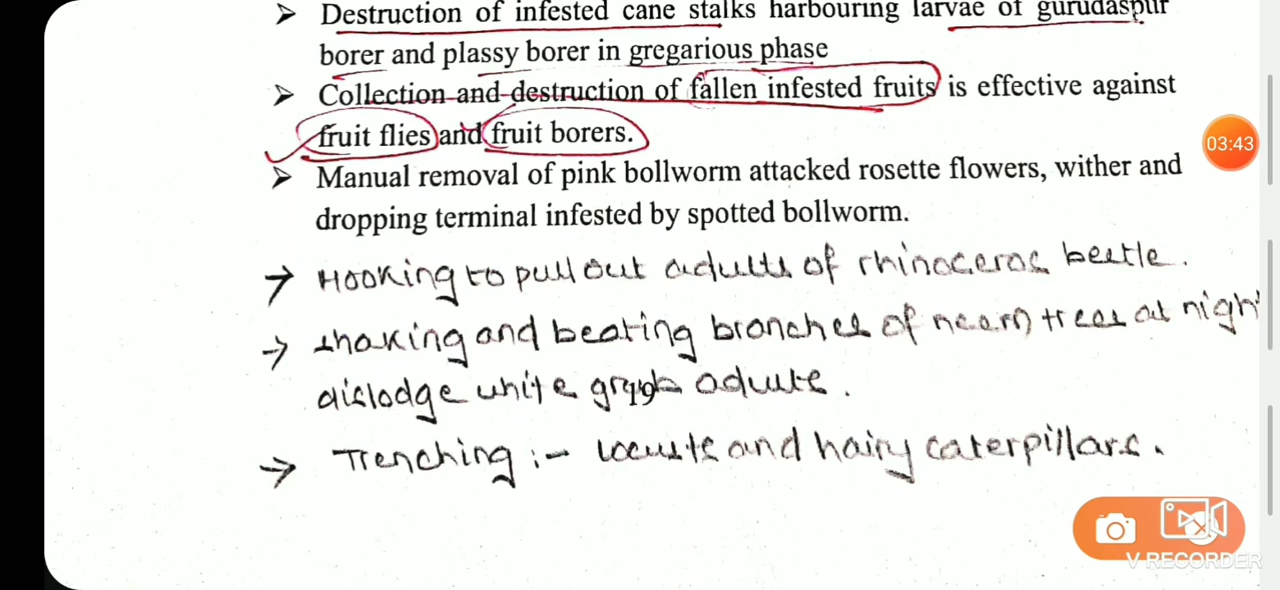 ➢ Destruction of infested cane stalks harbouring larvae of gurudaspur
borer and plassy borer in gregarious phase
➢ Collection and destruction of fallen infested fruits is effective against
fruit flies and fruit borers.
➢ Manual removal of pink bollworm attacked rosette flowers, wither and
dropping terminal infested by spotted bollworm.
→ Hooking to pull out adults of rhinoceros beetle.
→ shaking and beating branches of neem trees at night
dislodge white grub adults.
→ Trenching :- locusts and hairy caterpillars.
03:43
V RECORDER